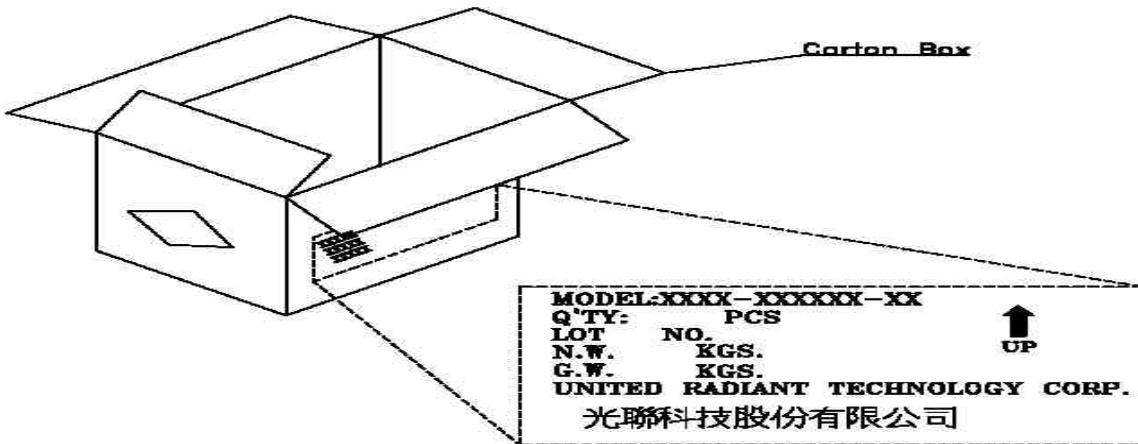 Carton Box
MODEL:XXXX-XXXXXX-XX
Q'TY: PCS
LOT NO.
N.W. KGS.
G.W. KGS.
UP
UNITED RADIANT TECHNOLOGY CORP.
光聯科技股份有限公司